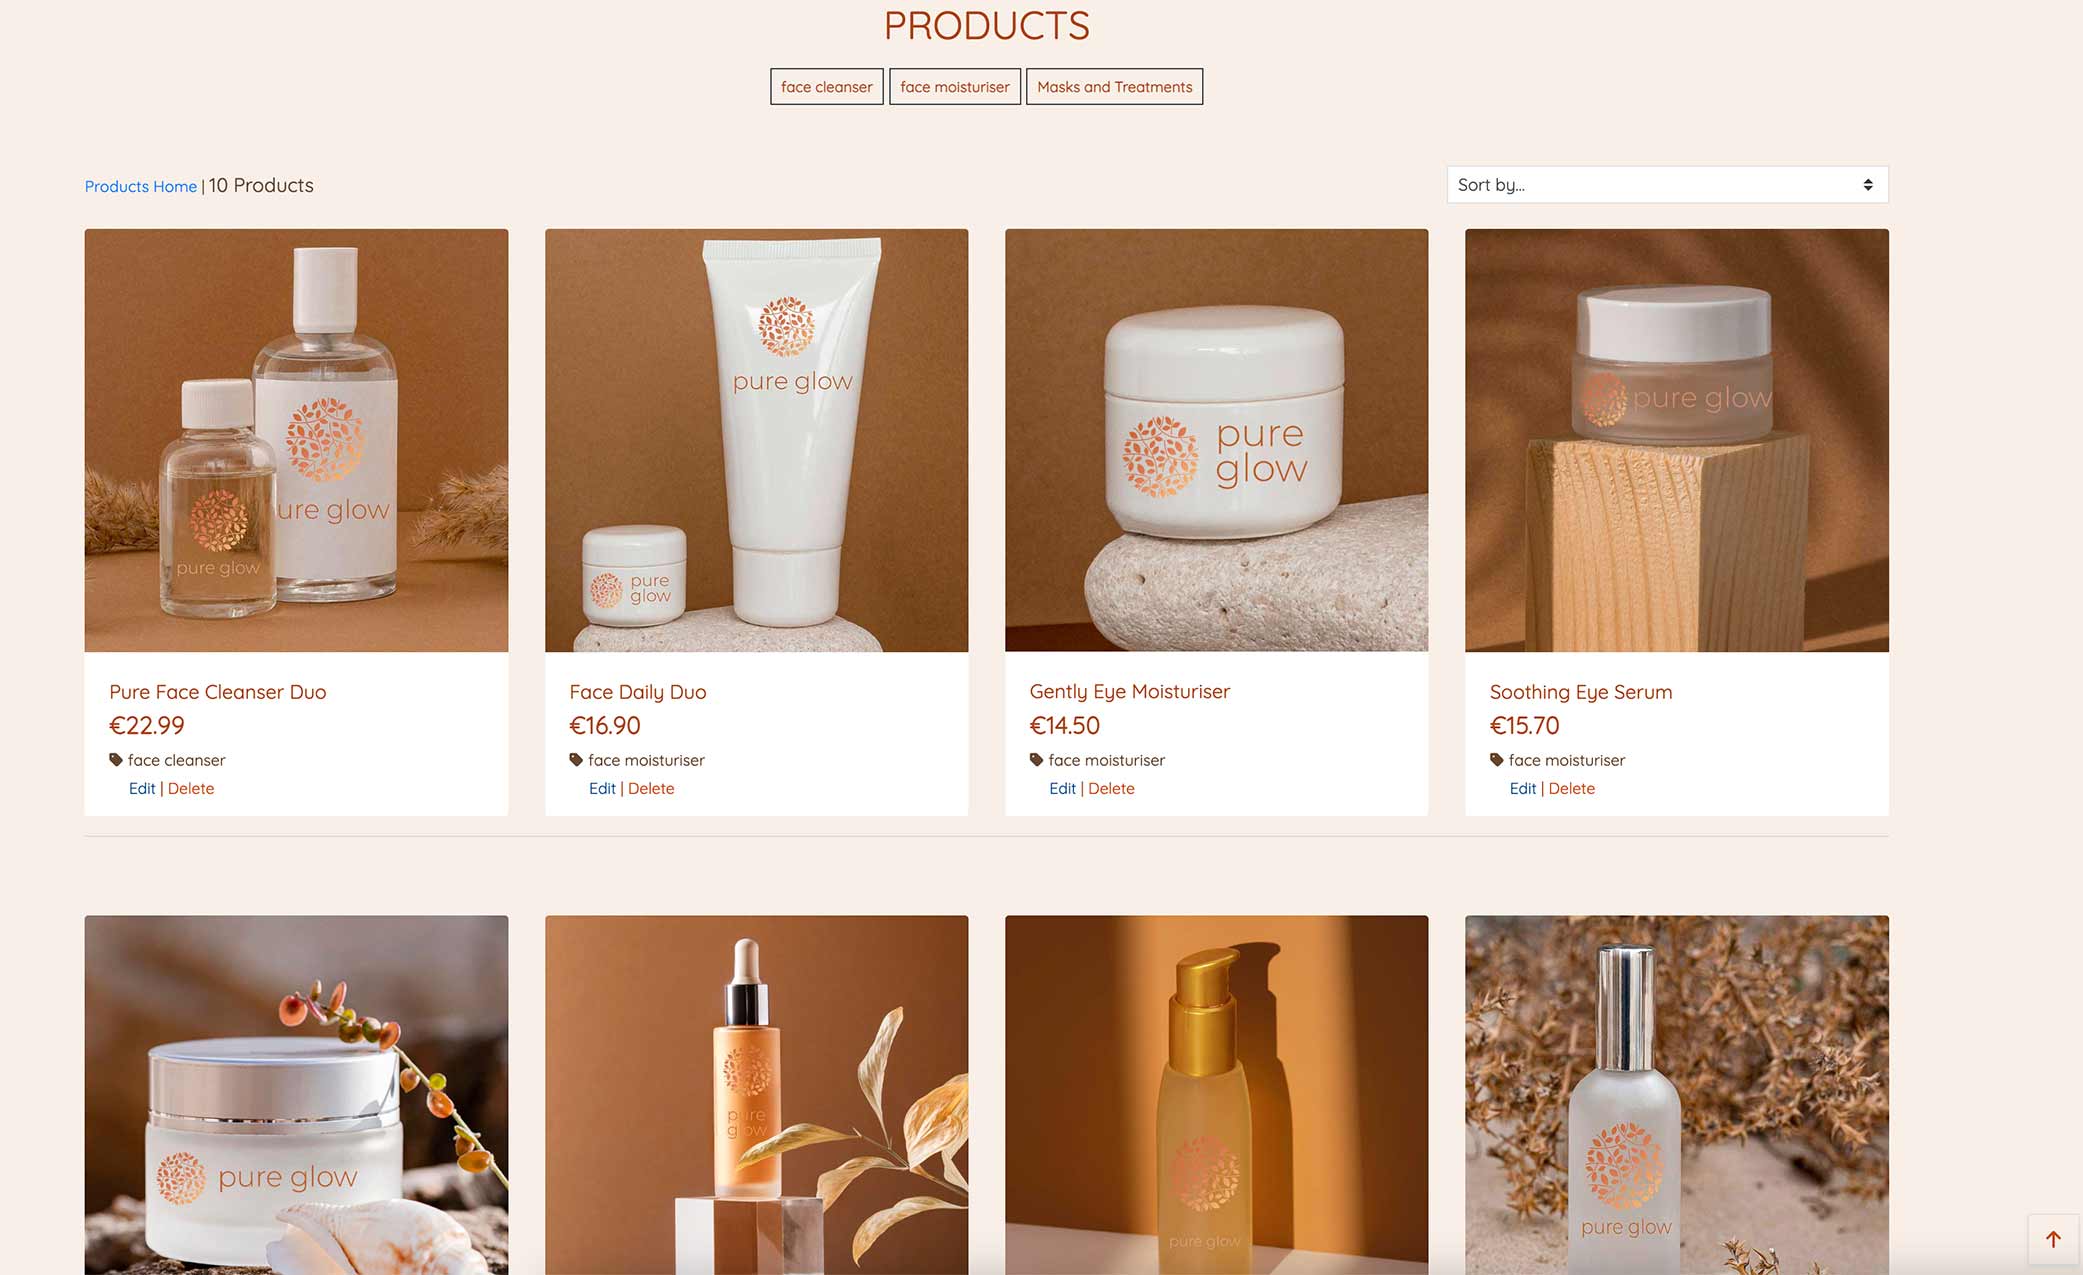 PRODUCTS
face cleanser face moisturiser Masks and Treatments
Products Home | 10 Products
Sort by...
pure glow
ure glow
pure glow
pure
glow
pure
glow
pure glow
Pure Face Cleanser Duo
€22.99
face cleanser
Edit | Delete
Face Daily Duo
€16.90
face moisturiser
Edit | Delete
Gently Eye Moisturiser
€14.50
face moisturiser
Edit | Delete
Soothing Eye Serum
€15.70
face moisturiser
Edit | Delete
pure glow
pure
glow
pure glow
pure glow